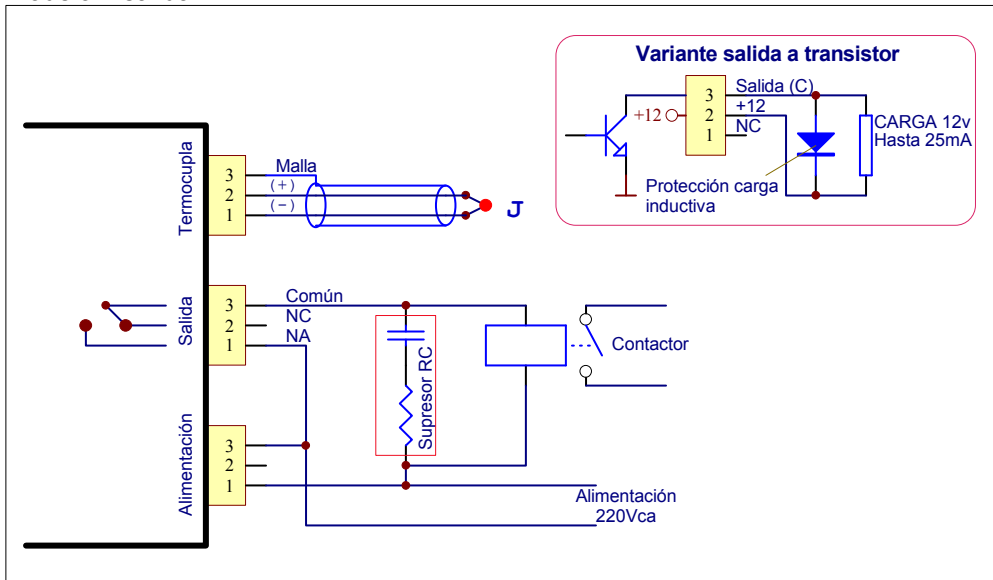 Variante salida a transistor
3
2
1
+12
Salida (C)
+12
NC
CARGA 12v
Hasta 25mA
Protección carga
inductiva
Termocupla
3
2
1
Malla
(+)
(-)
J
Salida
3
2
1
Común
NC
NA
Supresor RC
Contactor
Alimentación
3
2
1
Alimentación
220Vca